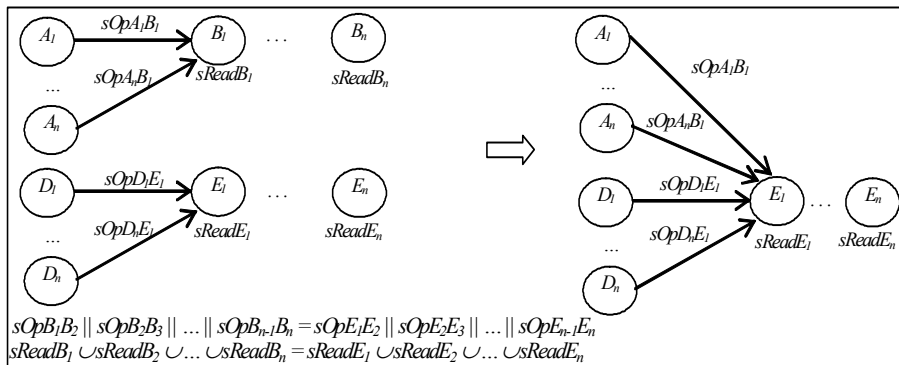 A₁ sOpA₁B₁ B₁ ... Bₙ
sOpAₙB₁ sReadB₁ sReadBₙ
...
Aₙ
D₁ sOpD₁E₁ E₁ ... Eₙ
sOpDₙE₁ sReadE₁ sReadEₙ
...
Dₙ
A₁
sOpA₁B₁
...
Aₙ sOpAₙB₁
D₁ sOpD₁E₁ E₁ ... Eₙ
sOpDₙE₁ sReadE₁ sReadEₙ
...
Dₙ
sOpB₁B₂ || sOpB₂B₃ || ... || sOpBₙ₋₁Bₙ = sOpE₁E₂ || sOpE₂E₃ || ... || sOpEₙ₋₁Eₙ
sReadB₁ ∪ sReadB₂ ∪ ... ∪ sReadBₙ = sReadE₁ ∪ sReadE₂ ∪ ... ∪ sReadEₙ